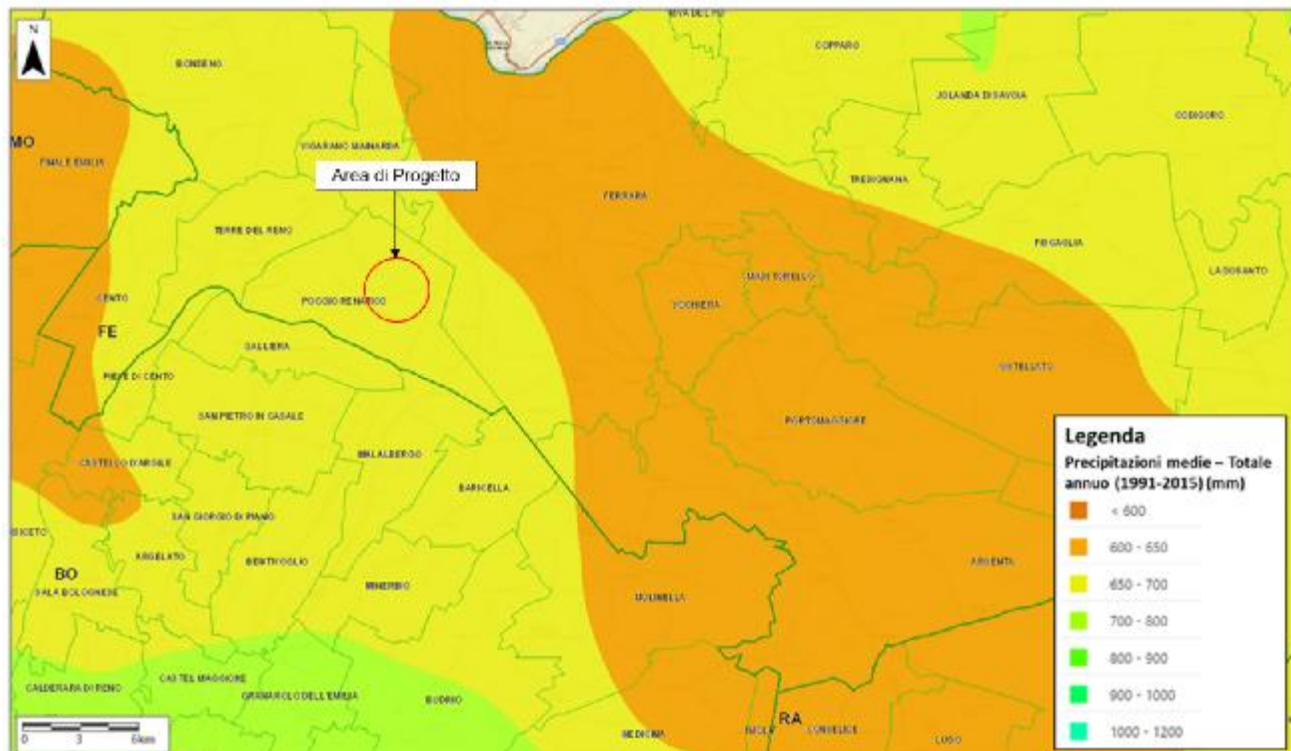 N
COPPARO
BONDENO
JOLANDA DI SAVOIA
CODIGORO
MO
VIGARANO MAINARDA
FINALE EMILIA
Area di Progetto
TRESIGNANA
FERRARA
TERRE DEL RENO
FISCAGLIA
LAGOSANTO
CENTO
POGGIO RENATICO
VOGHIERA
MASI TORELLO
FE
GALLIERA
OSTELLATO
PIEVE DI CENTO
SAN PIETRO IN CASALE
PORTOMAGGIORE
MALALBERGO
CASTELLO D'ARGILE
BARICELLA
SAN GIORGIO DI PIANO
ARGELATO
BENTIVOGLIO
BO
SALA BOLOGNESE
MINERBIO
MOLINELLA
ARGENTA
CASTEL MAGGIORE
CALDERARA DI RENO
GRANAROLO DELL'EMILIA
BUDRIO
MEDICINA
IMOLA
RA
CONSELICE
LUGO
0 3 6km
Legenda
Precipitazioni medie – Totale
annuo (1991-2015) (mm)
< 600
600 - 650
650 - 700
700 - 800
800 - 900
900 - 1000
1000 - 1200